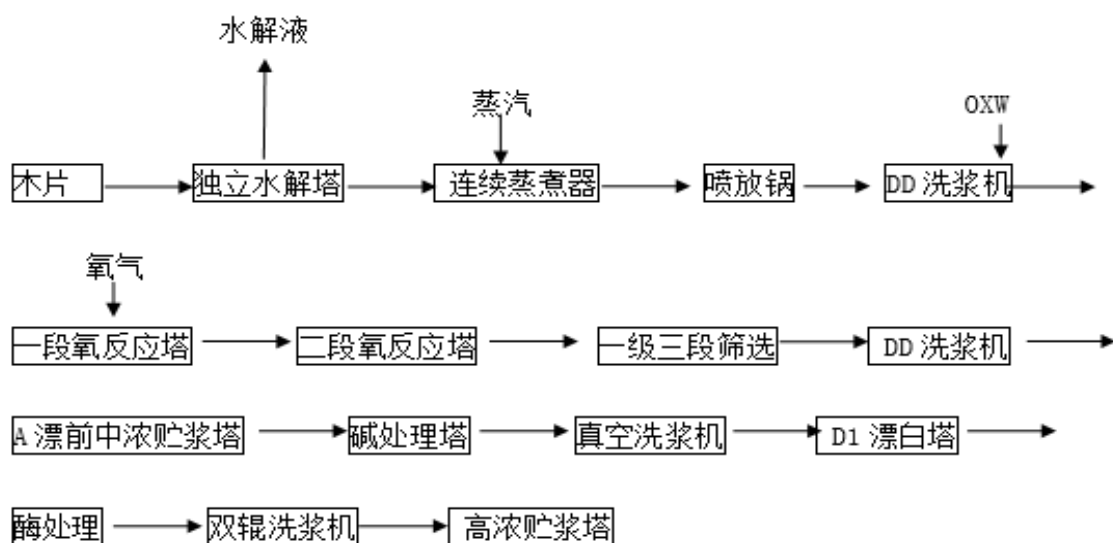 水解液
蒸汽
OXW
木片 独立水解塔 连续蒸煮器 喷放锅 DD 洗浆机
氧气
一段氧反应塔 二段氧反应塔 一级三段筛选 DD 洗浆机
A 漂前中浓贮浆塔 碱处理塔 真空洗浆机 D1 漂白塔
酶处理 双辊洗浆机 高浓贮浆塔